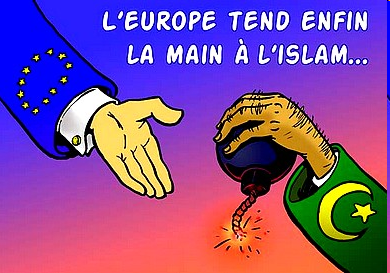 L'EUROPE TEND ENFIN
LA MAIN À L'ISLAM...